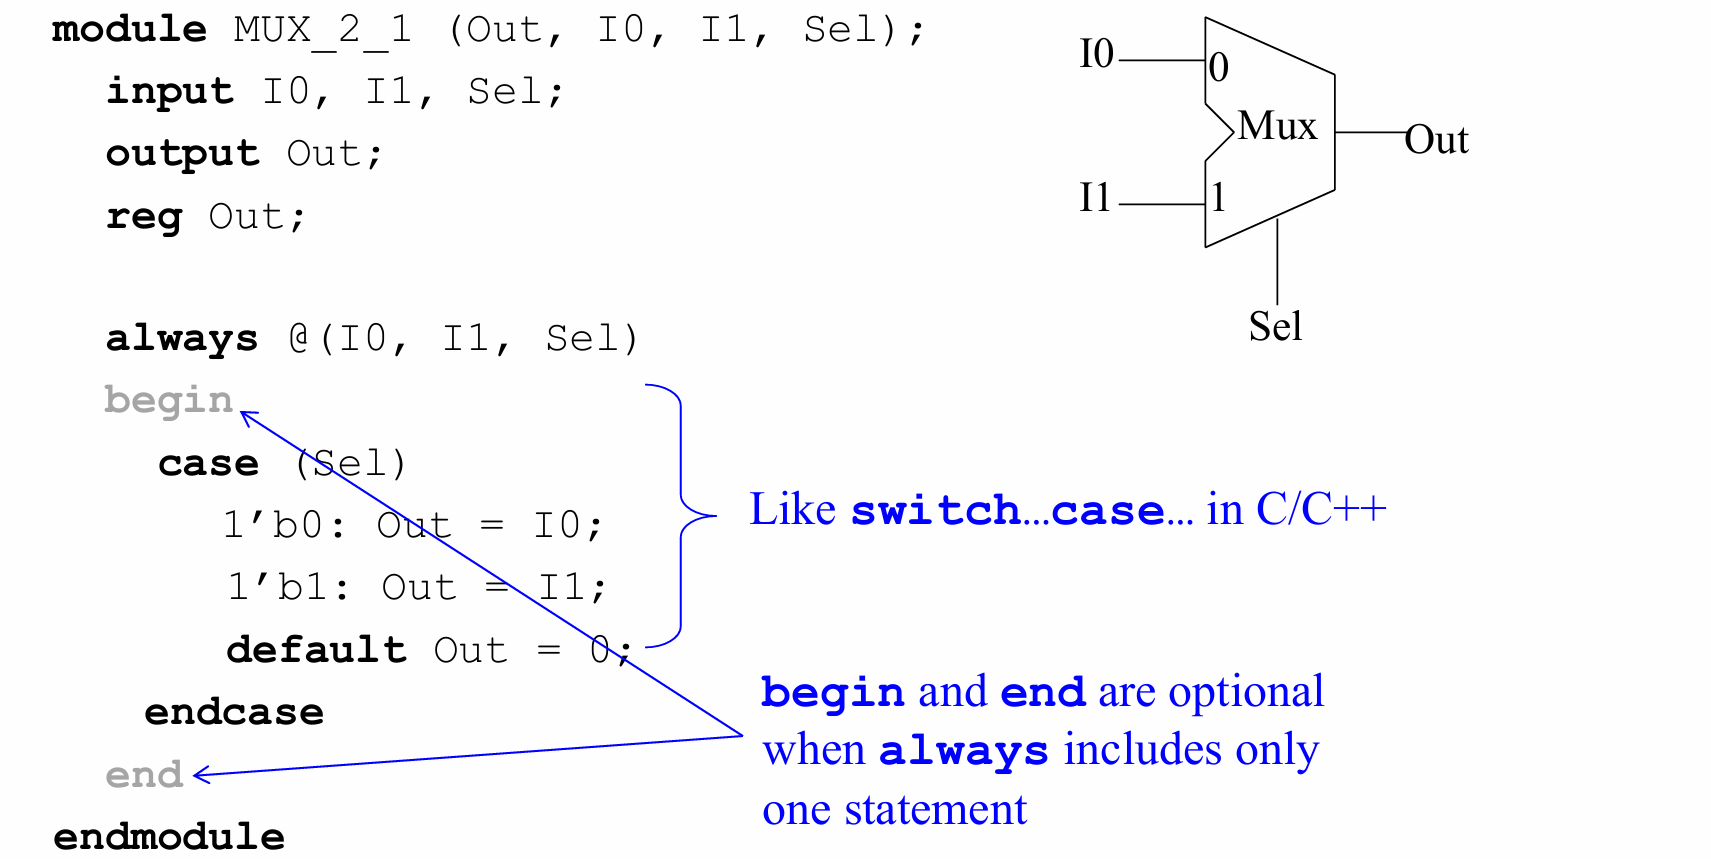 module MUX_2_1 (Out, I0, I1, Sel);
input I0, I1, Sel;
output Out;
reg Out;
always @(I0, I1, Sel)
begin
case (Sel)
1’b0: Out = I0;
1’b1: Out = I1;
default Out = 0;
endcase
end
endmodule
I0
0
Mux
Out
I1
1
Sel
Like switch…case… in C/C++
begin and end are optional
when always includes only
one statement